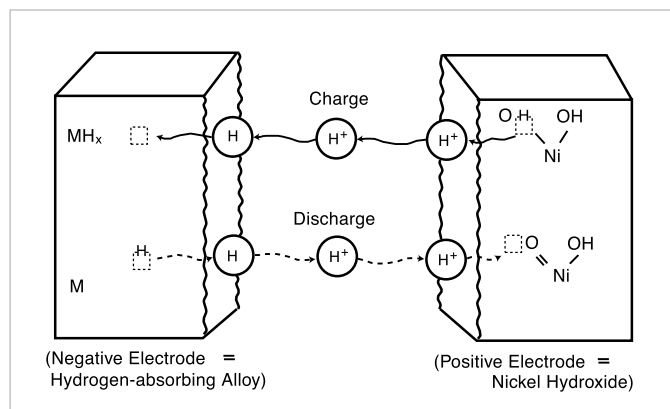 Charge
O H OH
MHx H H+ H+
Ni
Discharge
H H H+ H+ O OH
Ni
M
(Negative Electrode =
Hydrogen-absorbing Alloy)
(Positive Electrode =
Nickel Hydroxide)